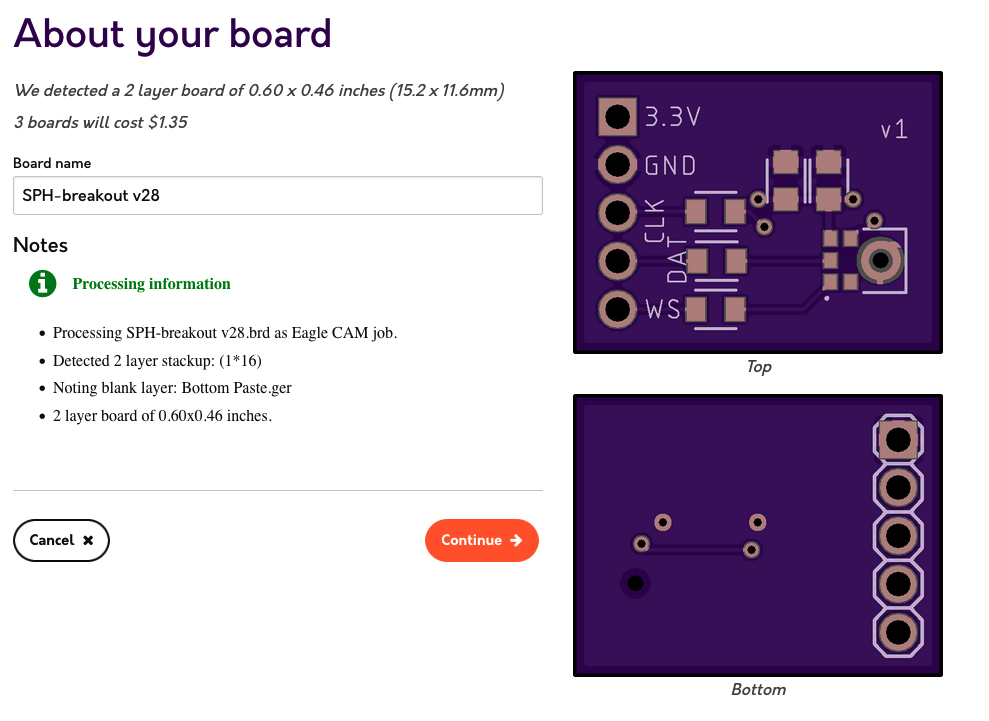 About your board
We detected a 2 layer board of 0.60 x 0.46 inches (15.2 x 11.6mm)
3 boards will cost $1.35
Board name
SPH-breakout v28
Notes
Processing information
Processing SPH-breakout v28.brd as Eagle CAM job.
Detected 2 layer stackup: (1*16)
Noting blank layer: Bottom Paste.ger
2 layer board of 0.60x0.46 inches.
Cancel
Continue
3.3V
v1
GND
CLK
DAT
WS
Top
Bottom